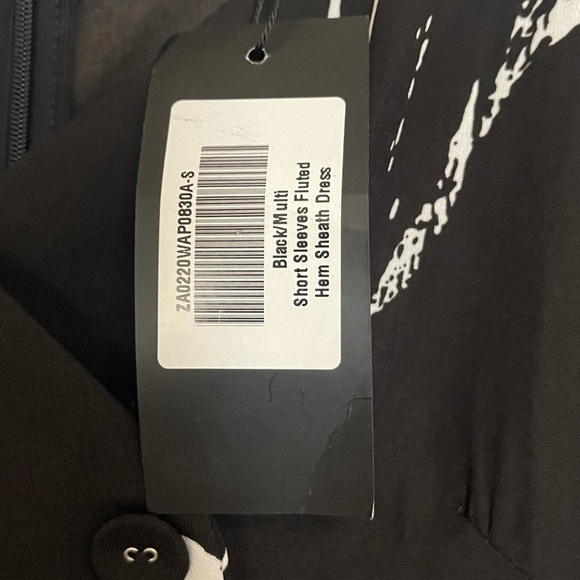 ZA0220WAP0830A-S
Black/Multi
Short Sleeves Fluted
Hem Sheath Dress